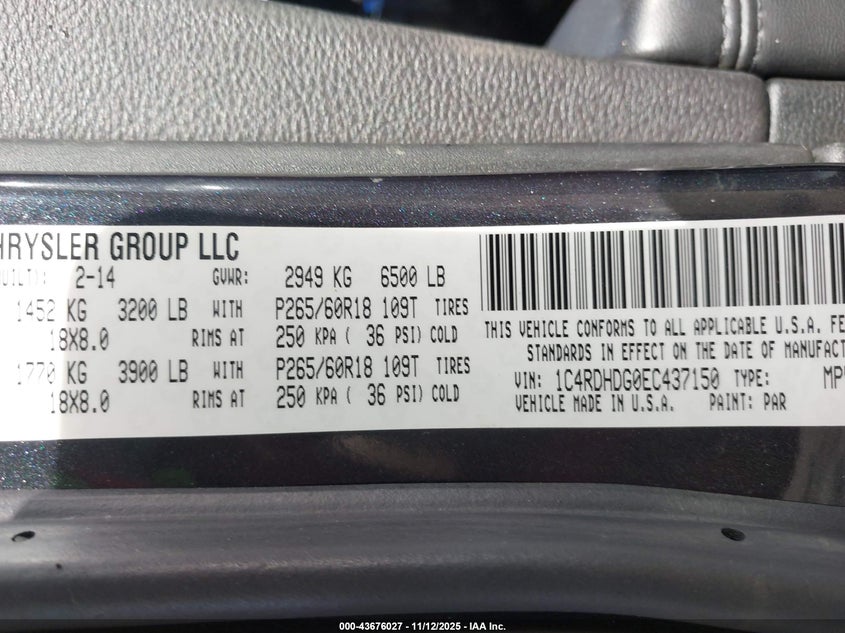 HRYSLER GROUP LLC
2-14 GVWR: 2949 KG 6500 LB
1452 KG 3200 LB WITH P265/60R18 109T TIRES
18X8.0 RIMS AT 250 KPA ( 36 PSI) COLD
1770 KG 3900 LB WITH P265/60R18 109T TIRES
18X8.0 RIMS AT 250 KPA ( 36 PSI) COLD
THIS VEHICLE CONFORMS TO ALL APPLICABLE U.S.A. FE
STANDARDS IN EFFECT ON THE DATE OF MANUFACT
VIN: 1C4RDHDG0EC437150 TYPE: MP
VEHICLE MADE IN U.S.A. PAINT: PAR
000-43676027 - 11/12/2025 - IAA Inc.